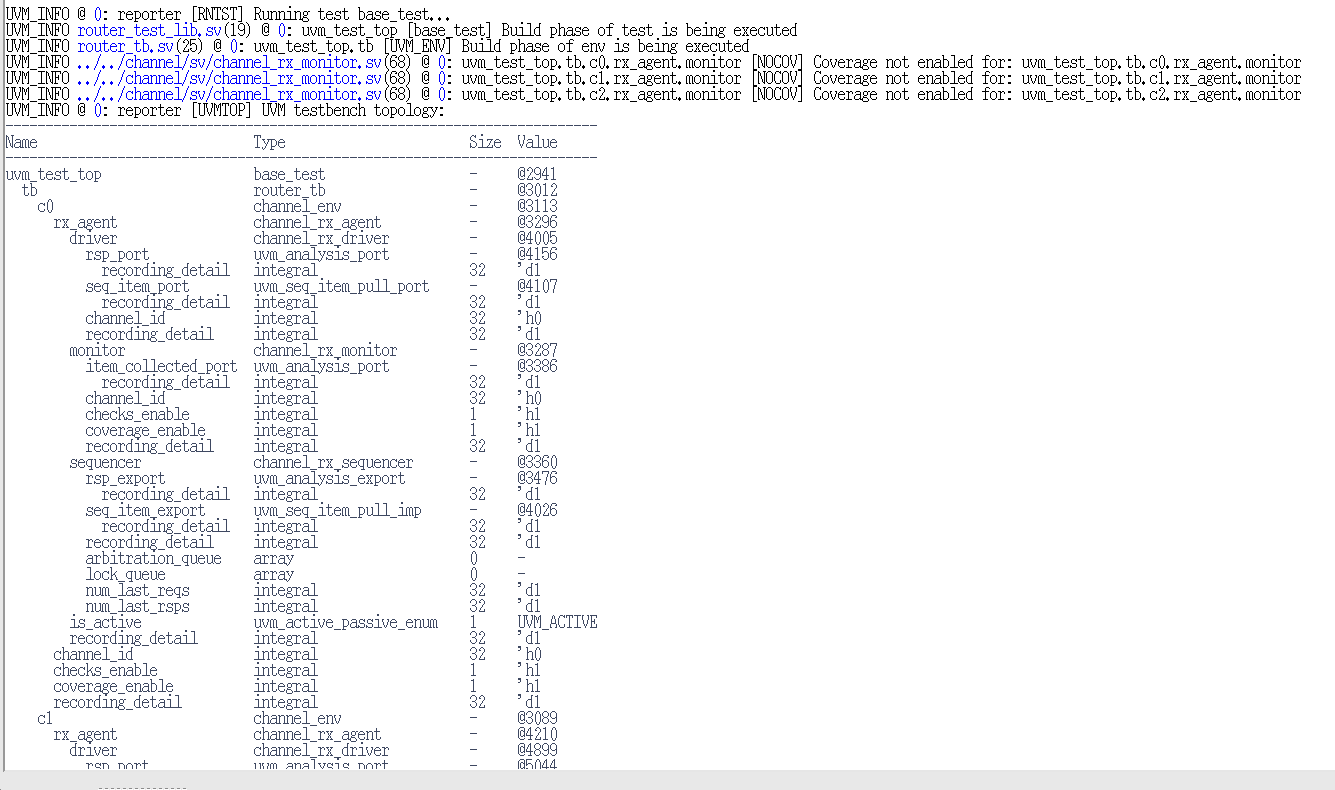 UVM_INFO @ 0: reporter [RNTST] Running test base_test...
UVM_INFO router_test_lib.sv(19) @ 0: uvm_test_top [base_test] Build phase of test is being executed
UVM_INFO router_tb.sv(25) @ 0: uvm_test_top.tb [UVM_ENV] Build phase of env is being executed
UVM_INFO ../../channel/sv/channel_rx_monitor.sv(68) @ 0: uvm_test_top.tb.c0.rx_agent.monitor [NOCOV] Coverage not enabled for: uvm_test_top.tb.c0.rx_agent.monitor
UVM_INFO ../../channel/sv/channel_rx_monitor.sv(68) @ 0: uvm_test_top.tb.c1.rx_agent.monitor [NOCOV] Coverage not enabled for: uvm_test_top.tb.c1.rx_agent.monitor
UVM_INFO ../../channel/sv/channel_rx_monitor.sv(68) @ 0: uvm_test_top.tb.c2.rx_agent.monitor [NOCOV] Coverage not enabled for: uvm_test_top.tb.c2.rx_agent.monitor
UVM_INFO @ 0: reporter [UVMTOP] UVM testbench topology:
--------------------------------------------------------------------------
Name                           Type                       Size  Value
--------------------------------------------------------------------------
uvm_test_top                   base_test                  -     @2941
  tb                           router_tb                  -     @3012
    c0                         channel_env                -     @3113
      rx_agent                 channel_rx_agent           -     @3296
        driver                 channel_rx_driver          -     @4005
          rsp_port             uvm_analysis_port          -     @4156
            recording_detail   integral                   32    'd1
          seq_item_port        uvm_seq_item_pull_port     -     @4107
            recording_detail   integral                   32    'd1
          channel_id           integral                   32    'h0
          recording_detail     integral                   32    'd1
        monitor                channel_rx_monitor         -     @3287
          item_collected_port  uvm_analysis_port          -     @3386
            recording_detail   integral                   32    'd1
          channel_id           integral                   32    'h0
          checks_enable        integral                   1     'h1
          coverage_enable      integral                   1     'h1
          recording_detail     integral                   32    'd1
        sequencer              channel_rx_sequencer       -     @3360
          rsp_export           uvm_analysis_export        -     @3476
            recording_detail   integral                   32    'd1
          seq_item_export      uvm_seq_item_pull_imp      -     @4026
            recording_detail   integral                   32    'd1
          recording_detail     integral                   32    'd1
          arbitration_queue    array                      0     -
          lock_queue           array                      0     -
          num_last_reqs        integral                   32    'd1
          num_last_rsps        integral                   32    'd1
        is_active              uvm_active_passive_enum    1     UVM_ACTIVE
        recording_detail       integral                   32    'd1
      channel_id               integral                   32    'h0
      checks_enable            integral                   1     'h1
      coverage_enable          integral                   1     'h1
      recording_detail         integral                   32    'd1
    c1                         channel_env                -     @3089
      rx_agent                 channel_rx_agent           -     @4210
        driver                 channel_rx_driver          -     @4899
          rsp_port             uvm_analysis_port          -     @5044